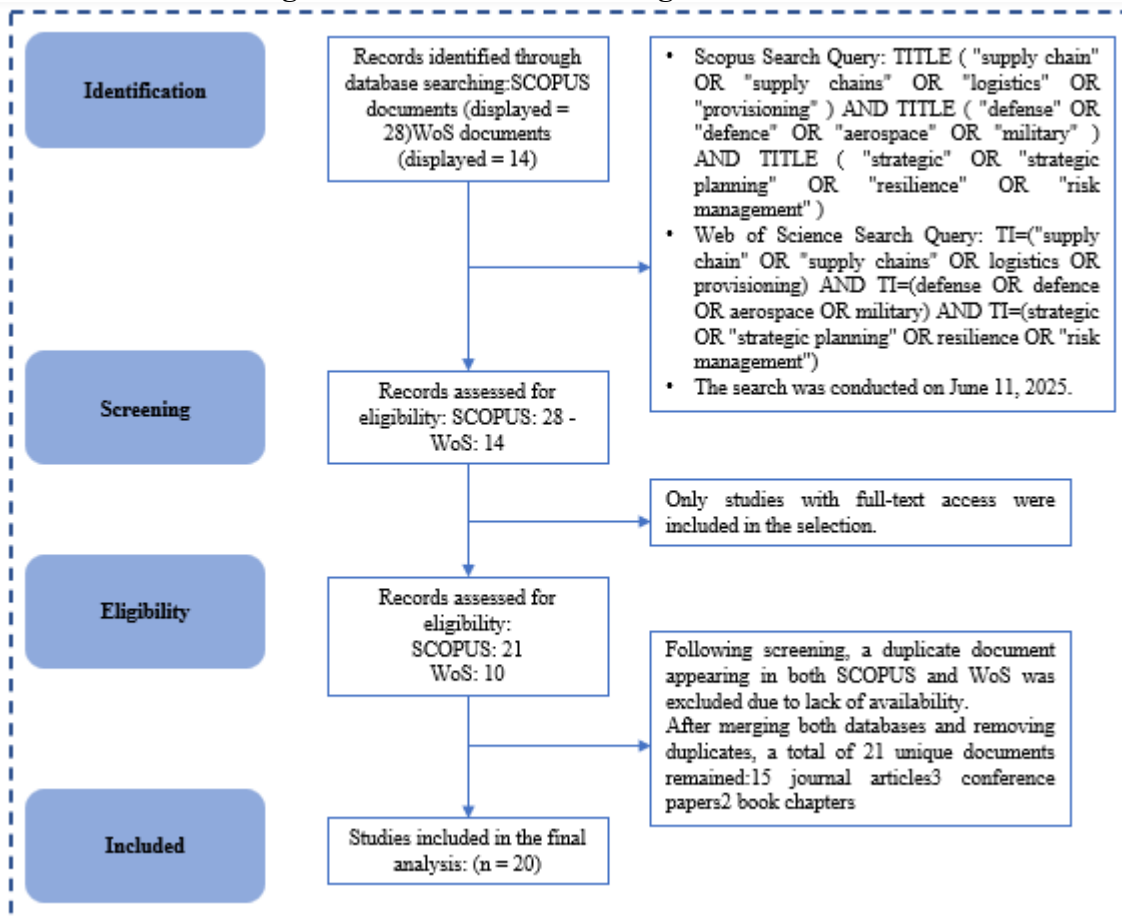 Identification
Records identified through
database searching:SCOPUS
documents (displayed =
28)WoS documents
(displayed = 14)
• Scopus Search Query: TITLE ( "supply chain"
OR "supply chains" OR "logistics" OR
"provisioning" ) AND TITLE ( "defense" OR
"defence" OR "aerospace" OR "military" )
AND TITLE ( "strategic" OR "strategic
planning" OR "resilience" OR "risk
management" )
• Web of Science Search Query: TI=("supply
chain" OR "supply chains" OR logistics OR
provisioning) AND TI=(defense OR defence
OR aerospace OR military) AND TI=(strategic
OR "strategic planning" OR resilience OR "risk
management")
• The search was conducted on June 11, 2025.
Screening
Records assessed for
eligibility: SCOPUS: 28 -
WoS: 14
Only studies with full-text access were
included in the selection.
Eligibility
Records assessed for
eligibility:
SCOPUS: 21
WoS: 10
Following screening, a duplicate document
appearing in both SCOPUS and WoS was
excluded due to lack of availability.
After merging both databases and removing
duplicates, a total of 21 unique documents
remained:15 journal articles3 conference
papers2 book chapters
Included
Studies included in the final
analysis: (n = 20)